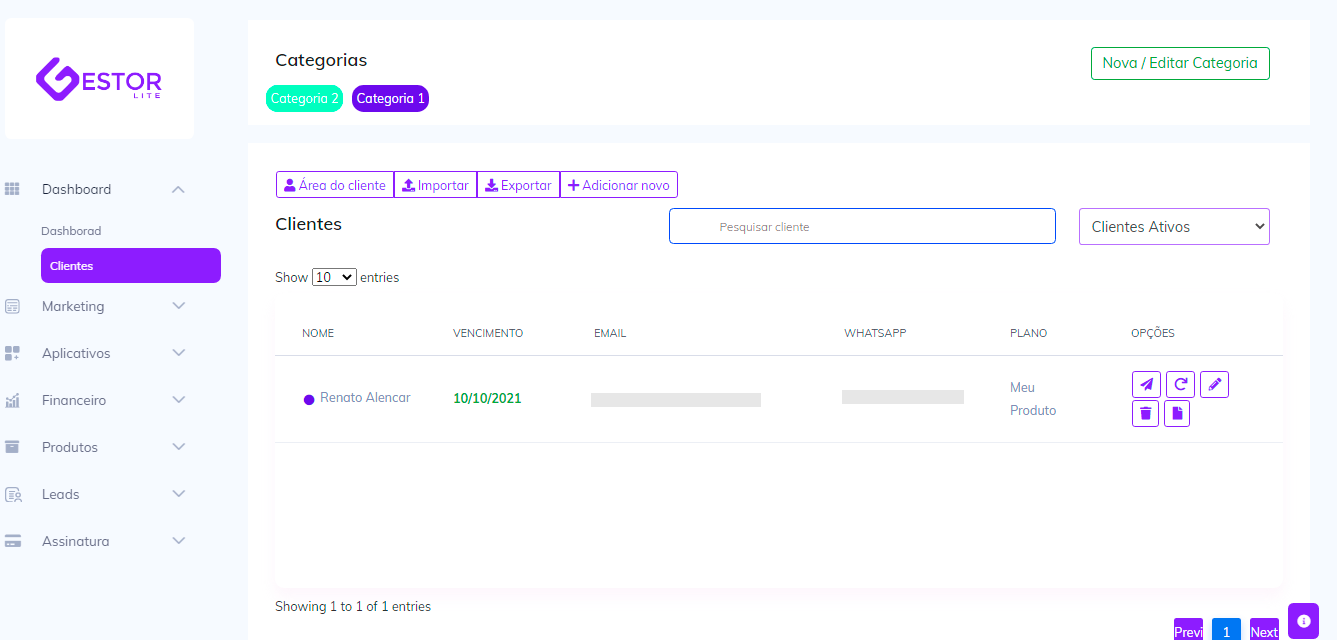 GESTOR
LITE
Dashboard
Dashborad
Clientes
Marketing
Aplicativos
Financeiro
Produtos
Leads
Assinatura
Categorias
Nova / Editar Categoria
Categoria 2 Categoria 1
Área do cliente Importar Exportar Adicionar novo
Clientes Pesquisar cliente Clientes Ativos
Show 10 entries
NOME VENCIMENTO EMAIL WHATSAPP PLANO OPÇÕES
Renato Alencar 10/10/2021 Meu
Produto
Showing 1 to 1 of 1 entries
Previ 1 Next